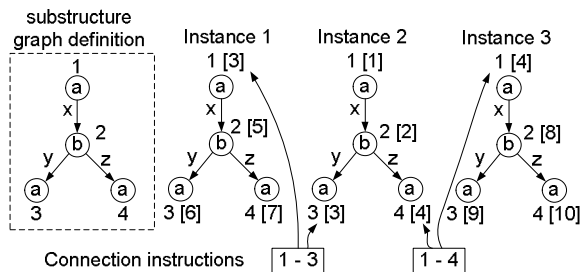 substructure
graph definition
Instance 1
Instance 2
Instance 3
1
1 [3]
1 [1]
1 [4]
a
a
a
a
x
x
x
x
b
2
b
2 [5]
b
2 [2]
b
2 [8]
y
z
y
z
y
z
y
z
a
a
a
a
a
a
a
a
3
4
3 [6]
4 [7]
3 [3]
4 [4]
3 [9]
4 [10]
Connection instructions
1 - 3
1 - 4